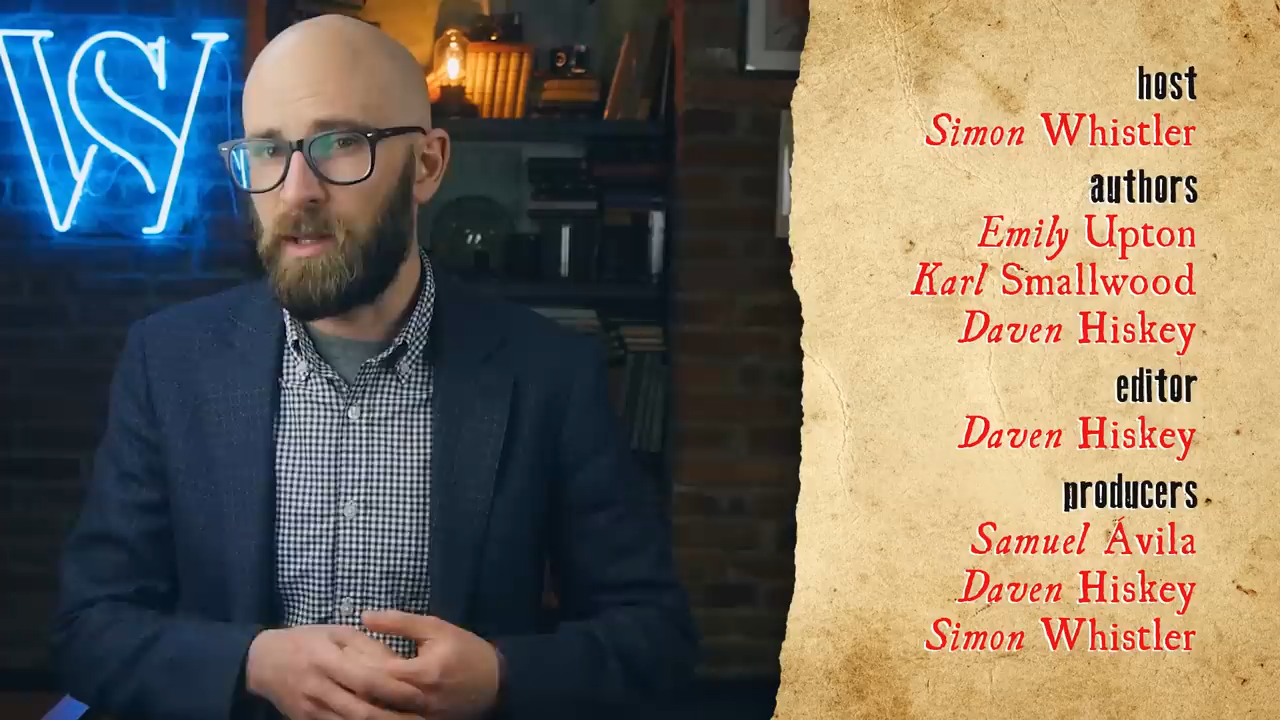 SW
host
Simon Whistler
authors
Emily Upton
Karl Smallwood
Daven Hiskey
editor
Daven Hiskey
producers
Samuel Ávila
Daven Hiskey
Simon Whistler